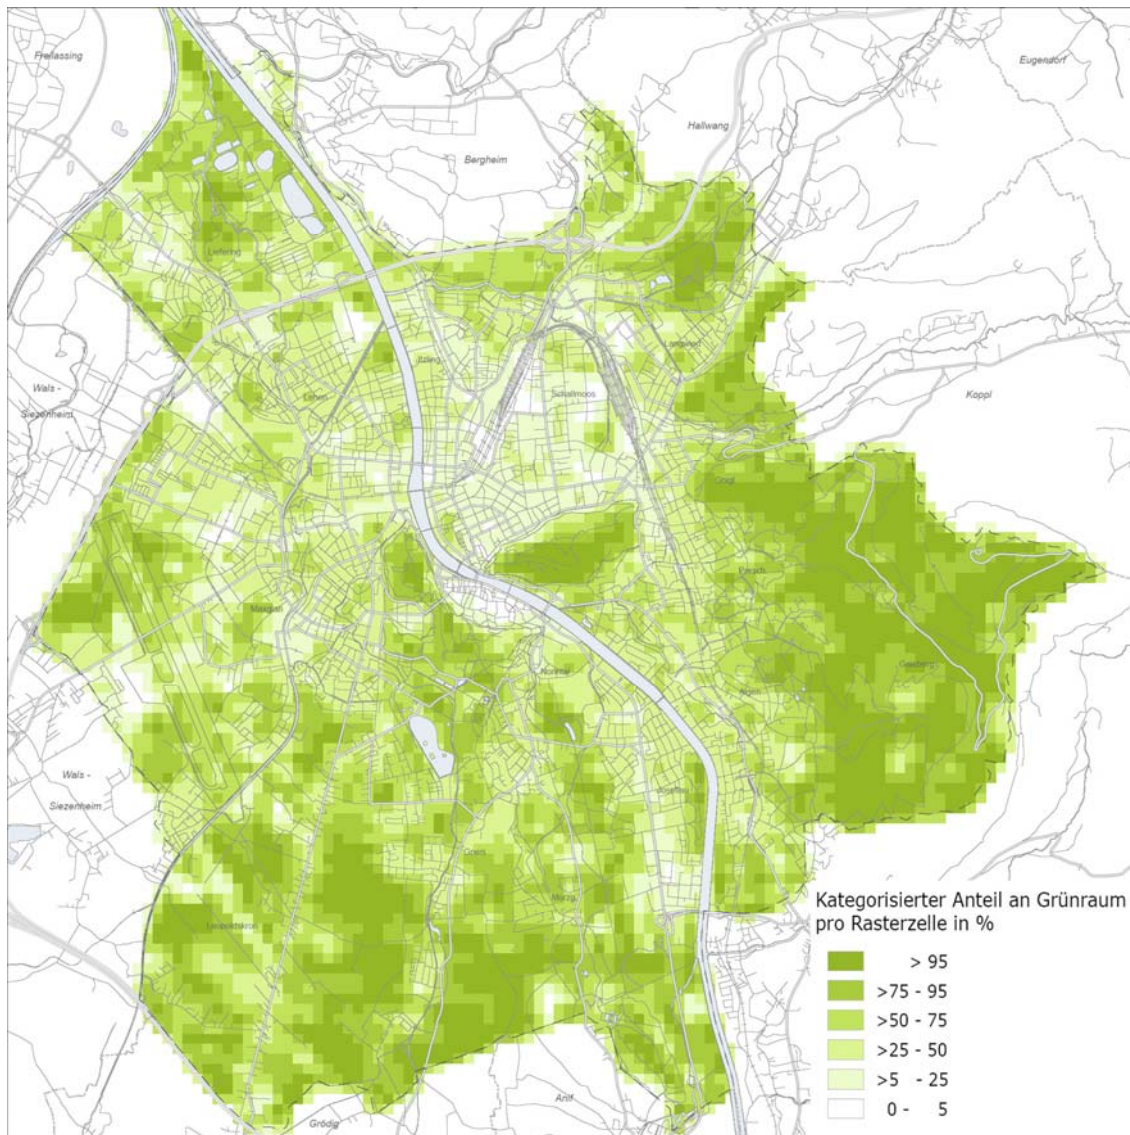 Freilassing
Eugendorf
Hallwang
Bergheim
Liefering
Itzling
Langwied
Wals -
Siezenheim
Lehen
Schallmoos
Koppl
Gnigl
Parsch
Maxglan
Gaisberg
Nonntal
Aigen
Wals -
Siezenheim
Josefiau
Gneis
Morzg
Leopoldskron
Kategorisierter Anteil an Grünraum
pro Rasterzelle in %
> 95
>75 - 95
>50 - 75
>25 - 50
>5 - 25
0 - 5
Anif
Grödig